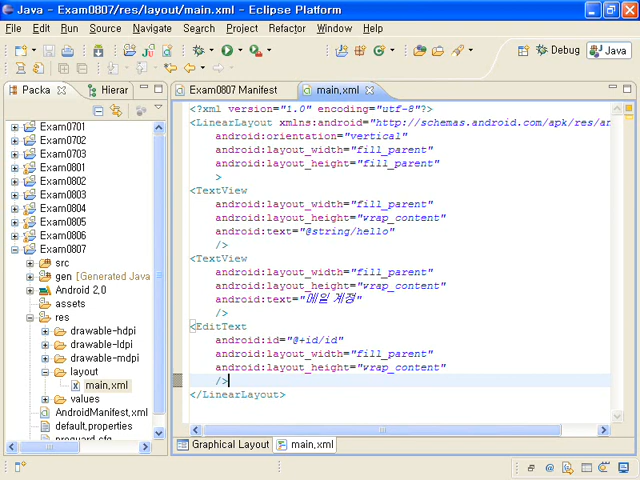 Java - Exam0807/res/layout/main.xml - Eclipse Platform
File Edit Run Source Navigate Search Project Refactor Window Help
Debug Java
Packa Hierar
Exam0807 Manifest main.xml
Exam0701
Exam0702
Exam0703
Exam0801
Exam0802
Exam0803
Exam0804
Exam0805
Exam0806
Exam0807
src
gen [Generated Java
Android 2.0
assets
res
drawable-hdpi
drawable-ldpi
drawable-mdpi
layout
main.xml
values
AndroidManifest.xml
default.properties
proguard.cfg
<?xml version="1.0" encoding="utf-8"?>
<LinearLayout xmlns:android="http://schemas.android.com/apk/res/an
android:orientation="vertical"
android:layout_width="fill_parent"
android:layout_height="fill_parent"
>
<TextView
android:layout_width="fill_parent"
android:layout_height="wrap_content"
android:text="@string/hello"
/>
<TextView
android:layout_width="fill_parent"
android:layout_height="wrap_content"
android:text="메일 계정"
/>
<EditText
android:id="@+id/id"
android:layout_width="fill_parent"
android:layout_height="wrap_content"
/>
</LinearLayout>
Graphical Layout main.xml